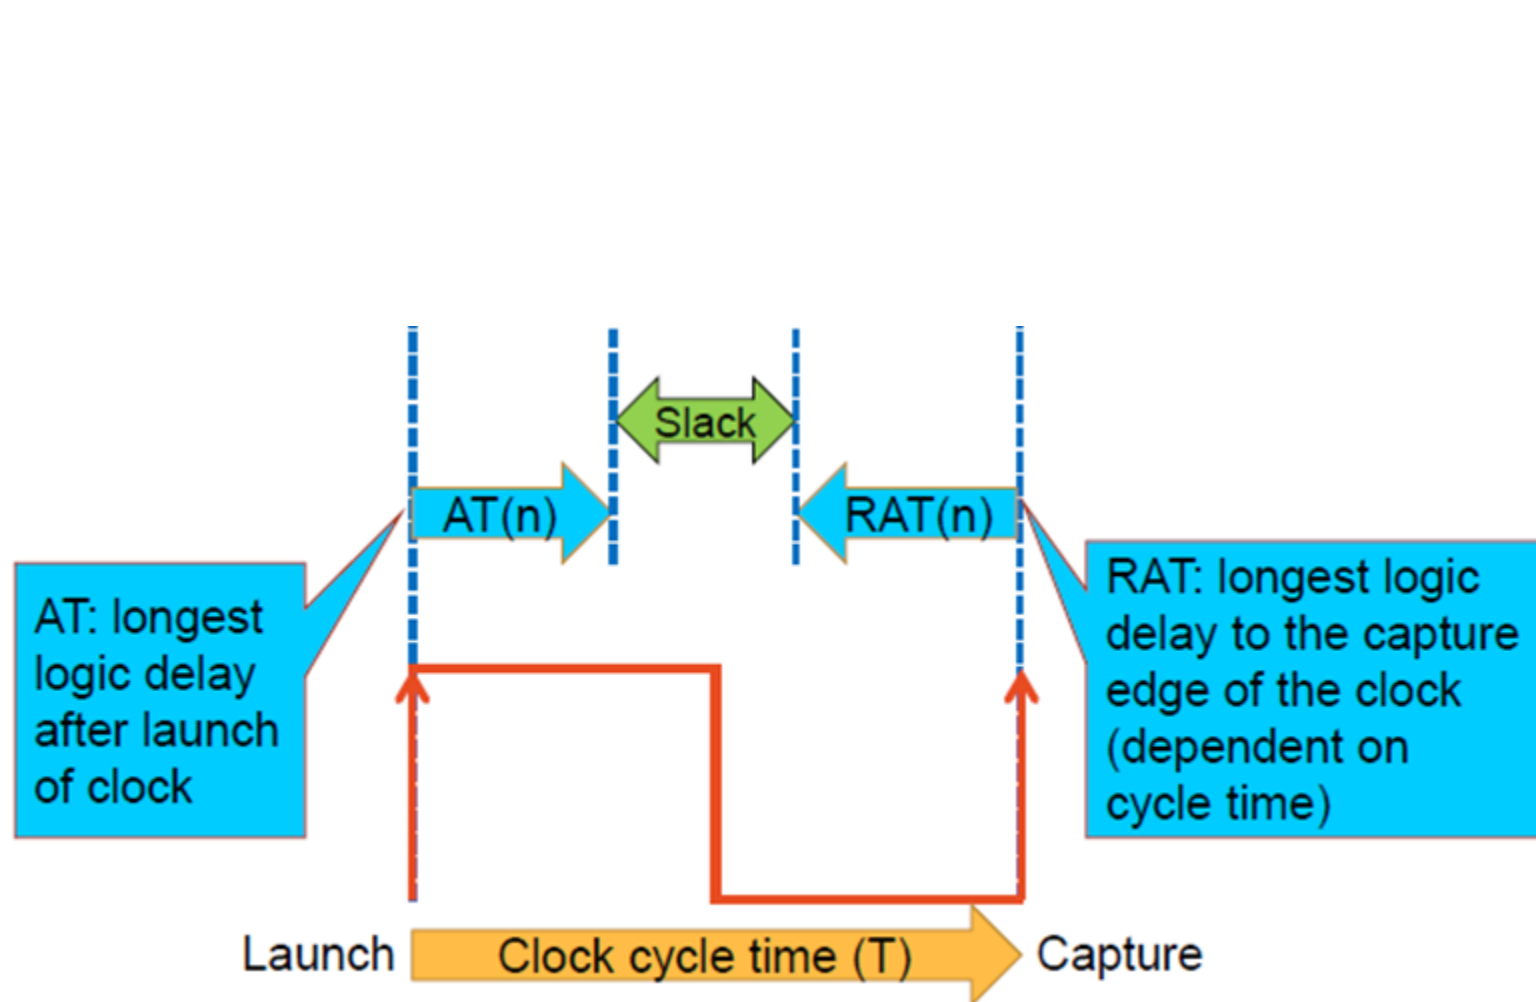 Slack
AT(n)
RAT(n)
AT: longest
logic delay
after launch
of clock
RAT: longest logic
delay to the capture
edge of the clock
(dependent on
cycle time)
Launch
Clock cycle time (T)
Capture